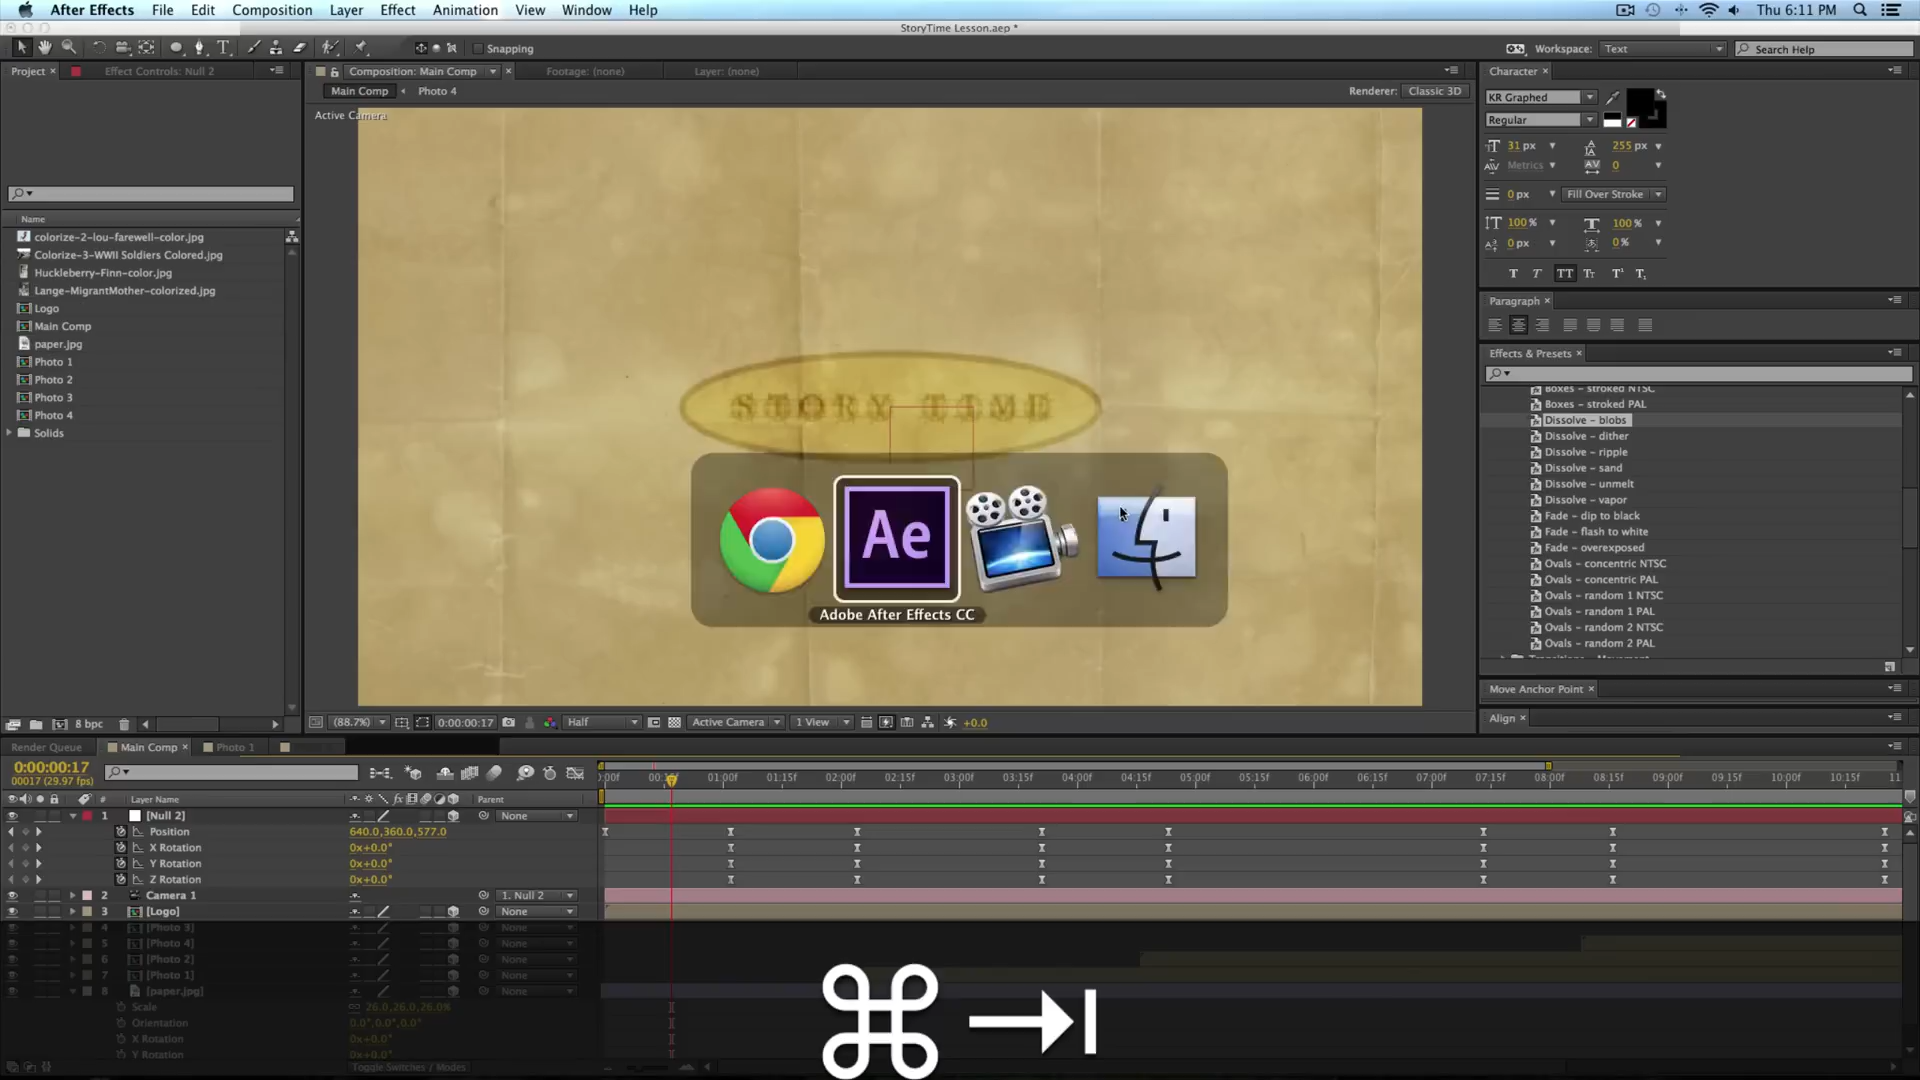 After Effects File Edit Composition Layer Effect Animation View Window Help Thu 6:11 PM
StoryTime Lesson.aep *
Snapping Workspace: Text Search Help
Project × Effect Controls: Null 2 Composition: Main Comp Footage: (none) Layer: (none) Character ×
Main Comp Photo 4 Renderer: Classic 3D KR Graphed
Active Camera
Regular
31 px 255 px
Metrics 0
0 px Fill Over Stroke
Name
100% 100%
colorize-2-lou-farewell-color.jpg
0 px 0%
Colorize-3-WWII Soldiers Colored.jpg
Huckleberry-Finn-color.jpg
Lange-MigrantMother-colorized.jpg
Logo
Paragraph ×
Main Comp
paper.jpg
Effects & Presets ×
Photo 1
Photo 2
Photo 3
Photo 4
Solids
Boxes - stroked NTSC
Boxes - stroked PAL
Dissolve - blobs
Dissolve - dither
Dissolve - ripple
Dissolve - sand
Dissolve - unmelt
Dissolve - vapor
Fade - dip to black
Fade - flash to white
Fade - overexposed
Ovals - concentric NTSC
Ovals - concentric PAL
Ovals - random 1 NTSC
Ovals - random 1 PAL
Ovals - random 2 NTSC
Ovals - random 2 PAL
STORY TIME
Ae
Adobe After Effects CC
Move Anchor Point ×
Align ×
8 bpc (88.7%) 0:00:00:17 Half Active Camera 1 View +0.0
Render Queue Main Comp × Photo 1
0:00:00:17
00017 (29.97 fps)
:00f 01:00f 01:15f 02:00f 02:15f 03:00f 03:15f 04:00f 04:15f 05:00f 05:15f 06:00f 06:15f 07:00f 07:15f 08:00f 08:15f 09:00f 09:15f 10:00f 10:15f 11
# Layer Name Parent
1 [Null 2] None
Position 640.0,360.0,577.0
X Rotation 0x+0.0°
Y Rotation 0x+0.0°
Z Rotation 0x+0.0°
2 Camera 1 1. Null 2
3 [Logo] None
4 [Photo 3] None
5 [Photo 4] None
6 [Photo 2] None
7 [Photo 1] None
8 [paper.jpg] None
Scale 26.0,26.0,26.0%
Orientation 0.0°,0.0°,0.0°
X Rotation 0x+0.0°
Y Rotation 0x+0.0°
Toggle Switches / Modes